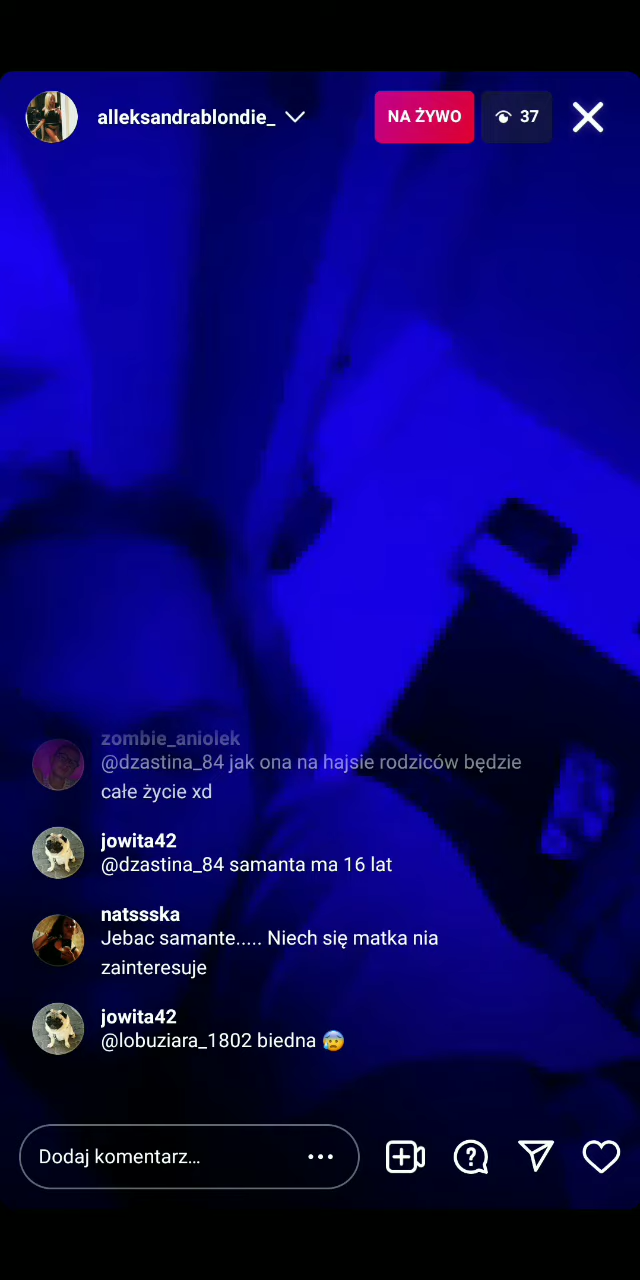 alleksandrablondie_
NA ŻYWO
37
zombie_aniolek
@dzastina_84 jak ona na hajsie rodziców będzie
całe życie xd
jowita42
@dzastina_84 samanta ma 16 lat
natssska
Jebac samante..... Niech się matka nia
zainteresuje
jowita42
@lobuziara_1802 biedna 😰
Dodaj komentarz...